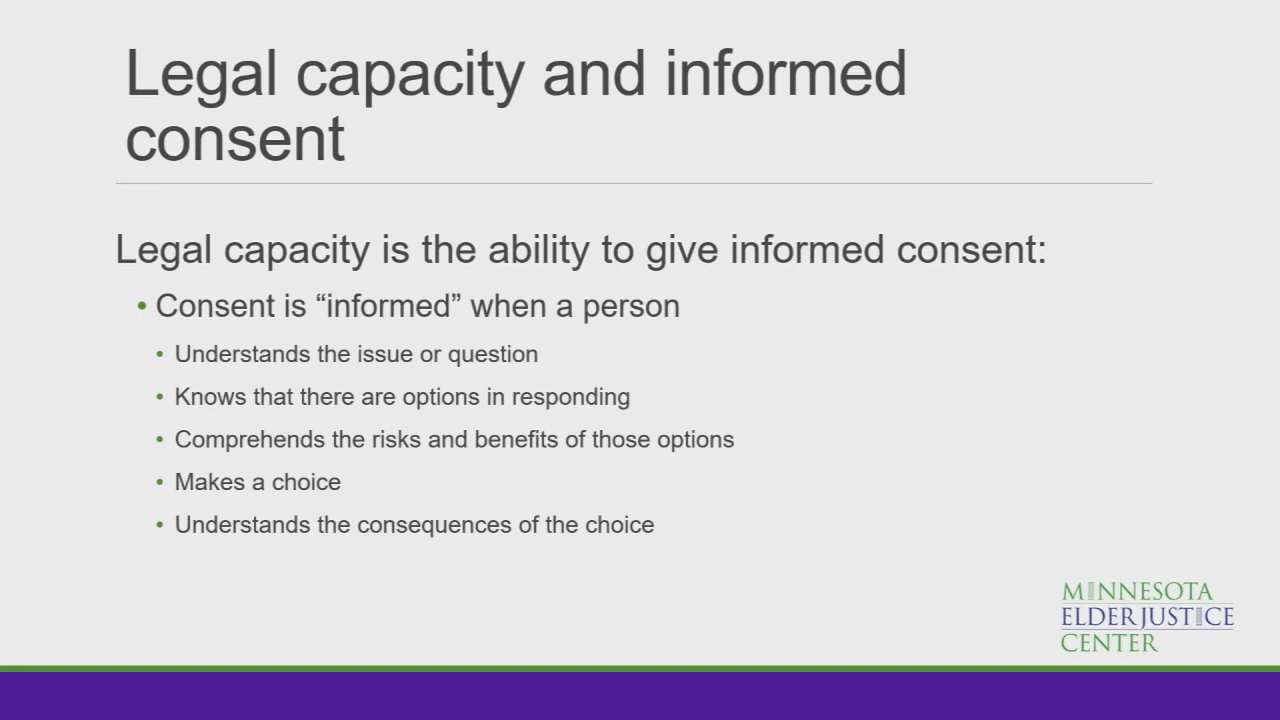 Legal capacity and informed
consent
Legal capacity is the ability to give informed consent:
• Consent is “informed” when a person
• Understands the issue or question
• Knows that there are options in responding
• Comprehends the risks and benefits of those options
• Makes a choice
• Understands the consequences of the choice
MINNESOTA
ELDER JUSTICE
CENTER